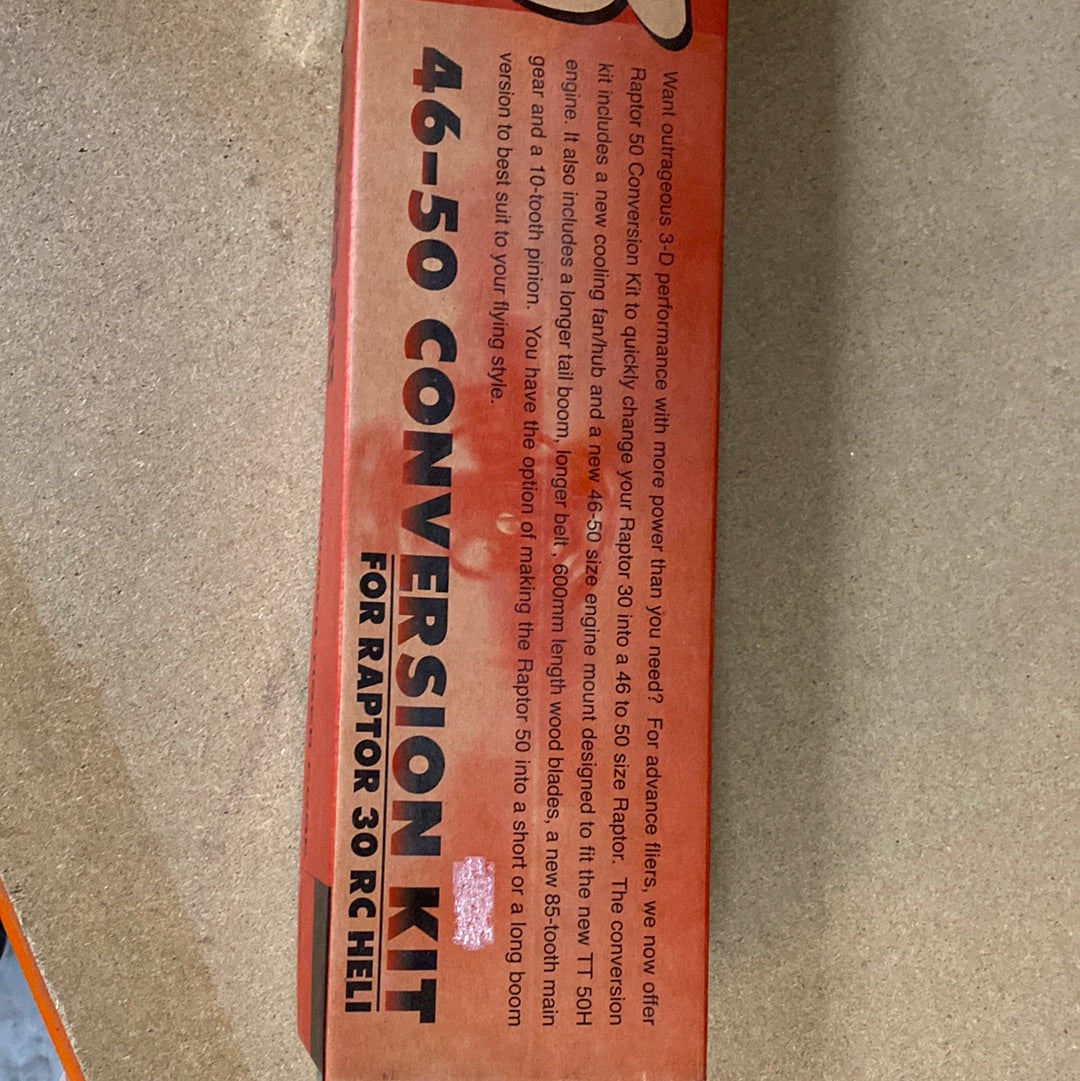 Want outrageous 3-D performance with more power than you need? For advance fliers, we now offer
Raptor 50 Conversion Kit to quickly change your Raptor 30 into a 46 to 50 size Raptor. The conversion
kit includes a new cooling fan/hub and a new 46-50 size engine mount designed to fit the new TT 50H
engine. It also includes a longer tail boom, longer belt , 600mm length wood blades, a new 85-tooth main
gear and a 10-tooth pinion. You have the option of making the Raptor 50 into a short or a long boom
version to best suit to your flying style.
46-50 CONVERSION KIT
FOR RAPTOR 30 RC HELI